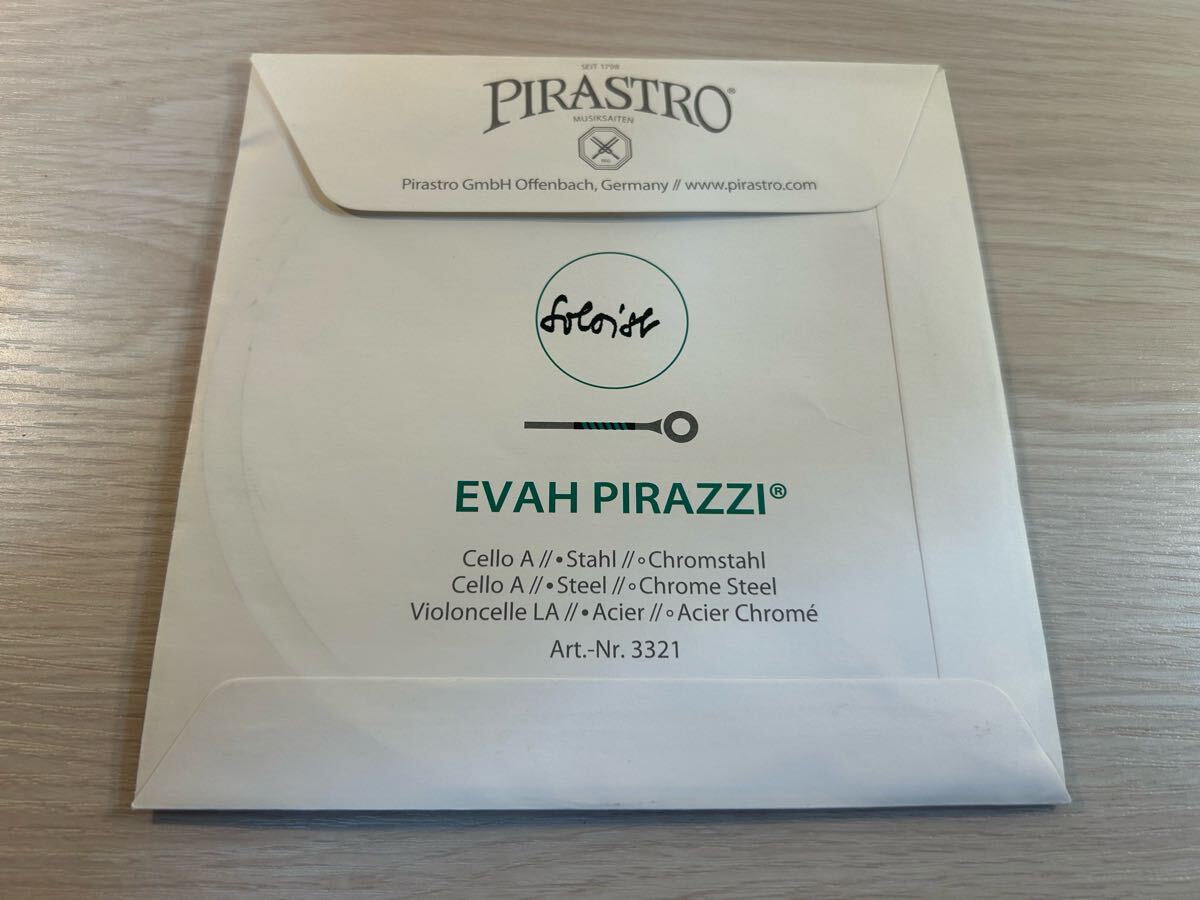 SEIT 1798
PIRASTRO®
MUSIKSAITEN
Pirastro GmbH Offenbach, Germany // www.pirastro.com
Soloist
EVAH PIRAZZI®
Cello A // • Stahl // ◦ Chromstahl
Cello A // • Steel // ◦ Chrome Steel
Violoncelle LA // • Acier // ◦ Acier Chromé
Art.-Nr. 3321